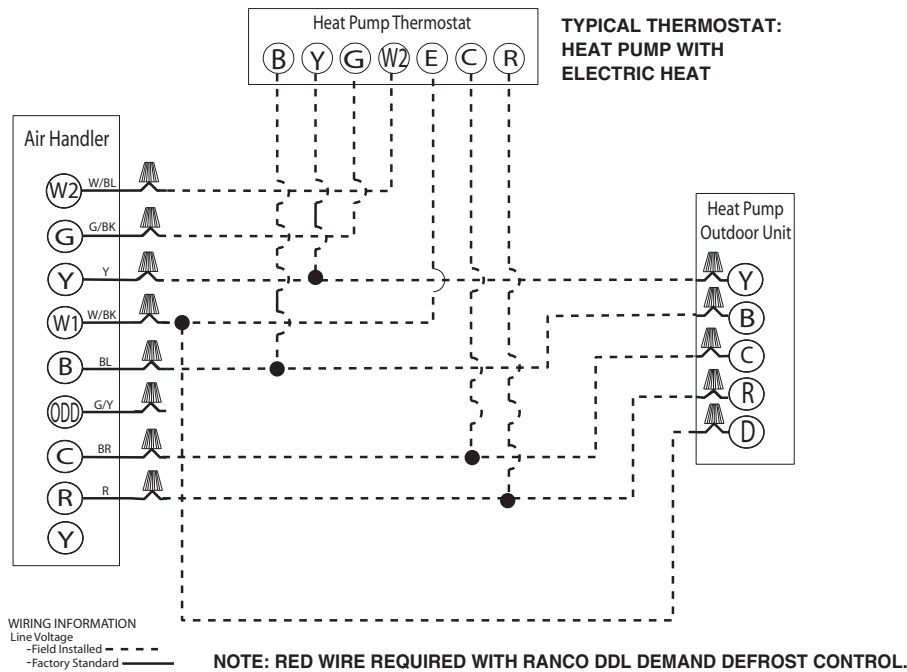 Heat Pump Thermostat
B Y G W2 E C R
TYPICAL THERMOSTAT:
HEAT PUMP WITH
ELECTRIC HEAT
Air Handler
W2 W/BL
G G/BK
Y Y
W1 W/BK
B BL
ODD G/Y
C BR
R R
Y
Heat Pump
Outdoor Unit
Y
B
C
R
D
WIRING INFORMATION
Line Voltage
-Field Installed
-Factory Standard
NOTE: RED WIRE REQUIRED WITH RANCO DDL DEMAND DEFROST CONTROL.